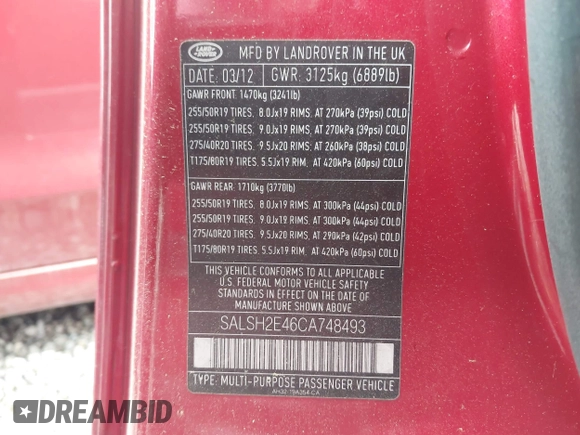 LAND ROVER
MFD BY LANDROVER IN THE UK
DATE: 03/12 GWR: 3125kg (6889lb)
GAWR FRONT: 1470kg (3241lb)
255/50R19 TIRES, 8.0Jx19 RIMS, AT 270kPa (39psi) COLD
255/50R19 TIRES, 9.0Jx19 RIMS, AT 270kPa (39psi) COLD
275/40R20 TIRES, 9.5Jx20 RIMS, AT 260kPa (38psi) COLD
T175/80R19 TIRES, 5.5Jx19 RIM, AT 420kPa (60psi) COLD
GAWR REAR: 1710kg (3770lb)
255/50R19 TIRES, 8.0Jx19 RIMS, AT 300kPa (44psi) COLD
255/50R19 TIRES, 9.0Jx19 RIMS, AT 300kPa (44psi) COLD
275/40R20 TIRES, 9.5Jx20 RIMS, AT 290kPa (42psi) COLD
T175/80R19 TIRES, 5.5Jx19 RIM, AT 420kPa (60psi) COLD
THIS VEHICLE CONFORMS TO ALL APPLICABLE
U.S. FEDERAL MOTOR VEHICLE SAFETY
STANDARDS IN EFFECT ON THE DATE OF
MANUFACTURE SHOWN ABOVE
SALSH2E46CA748493
TYPE: MULTI-PURPOSE PASSENGER VEHICLE
AH32 19A354 CA
DREAMBID